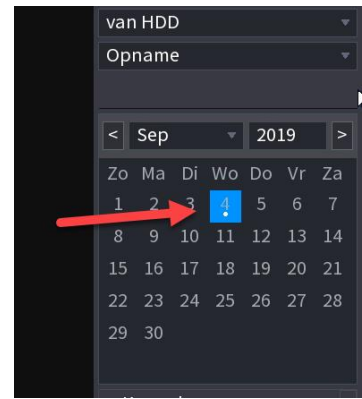 van HDD
Opname
< Sep 2019 >
Zo Ma Di Wo Do Vr Za
1 2 3 4 5 6 7
8 9 10 11 12 13 14
15 16 17 18 19 20 21
22 23 24 25 26 27 28
29 30